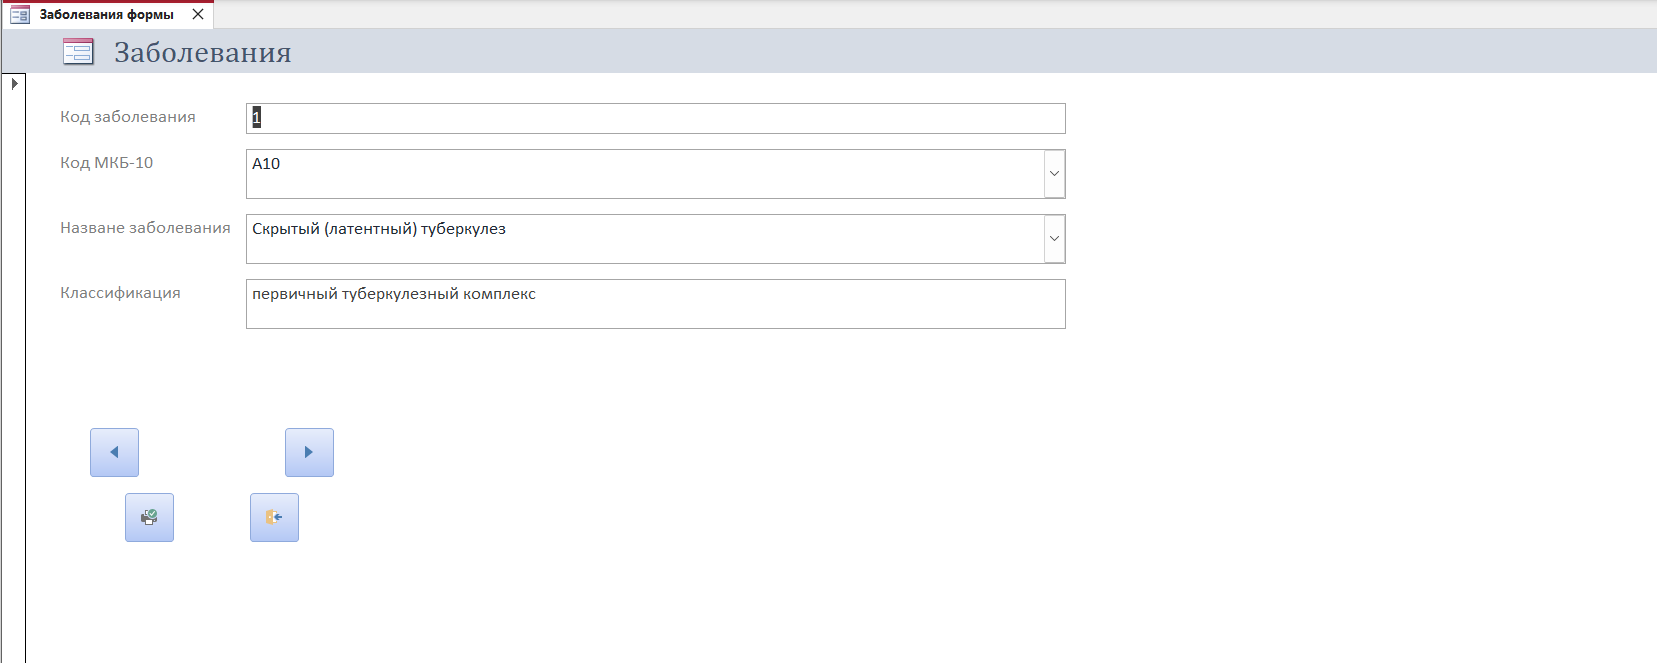 Заболевания формы
Заболевания
Код заболевания
1
Код МКБ-10
A10
Назване заболевания
Скрытый (латентный) туберкулез
Классификация
первичный туберкулезный комплекс